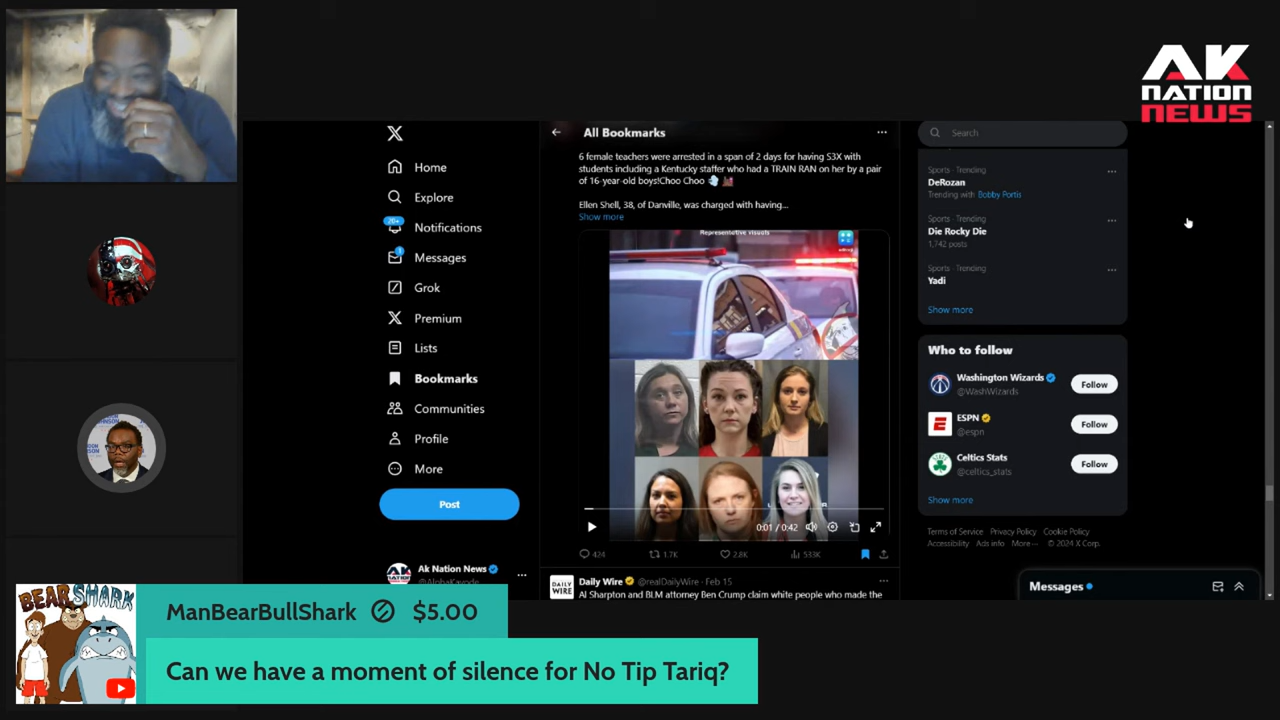 AK
NATION
NEWS
Home
Explore
20+
Notifications
1
Messages
Grok
Premium
Lists
Bookmarks
Communities
Profile
More
Post
Ak Nation News
@AlphaKayode
All Bookmarks
6 female teachers were arrested in a span of 2 days for having S3X with
students including a Kentucky staffer who had a TRAIN RAN on her by a pair
of 16-year-old boys!Choo Choo 💨 🚂
Ellen Shell, 38, of Danville, was charged with having...
Show more
Representative visuals
0:01 / 0:42
424
1.7K
2.8K
533K
DAILY
WIRE
Daily Wire @realDailyWire · Feb 15
Al Sharpton and BLM attorney Ben Crump claim white people who made the
Search
Sports · Trending
DeRozan
Trending with Bobby Portis
Sports · Trending
Die Rocky Die
1,742 posts
Sports · Trending
Yadi
Show more
Who to follow
Washington Wizards
@WashWizards
Follow
ESPN
@espn
Follow
Celtics Stats
@celtics_stats
Follow
Show more
Terms of Service Privacy Policy Cookie Policy
Accessibility Ads info More ··· © 2024 X Corp.
Messages
BEARSHARK
ManBearBullShark $5.00
Can we have a moment of silence for No Tip Tariq?